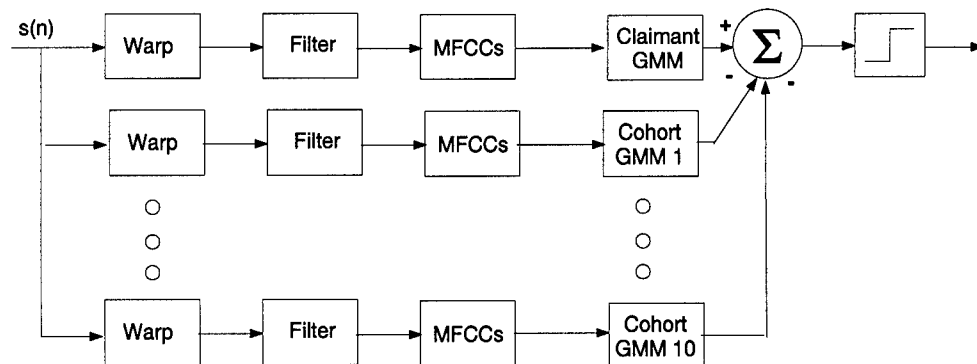 s(n)
Warp
Filter
MFCCs
Claimant
GMM
+
Σ
-
-
Warp
Filter
MFCCs
Cohort
GMM 1
Warp
Filter
MFCCs
Cohort
GMM 10